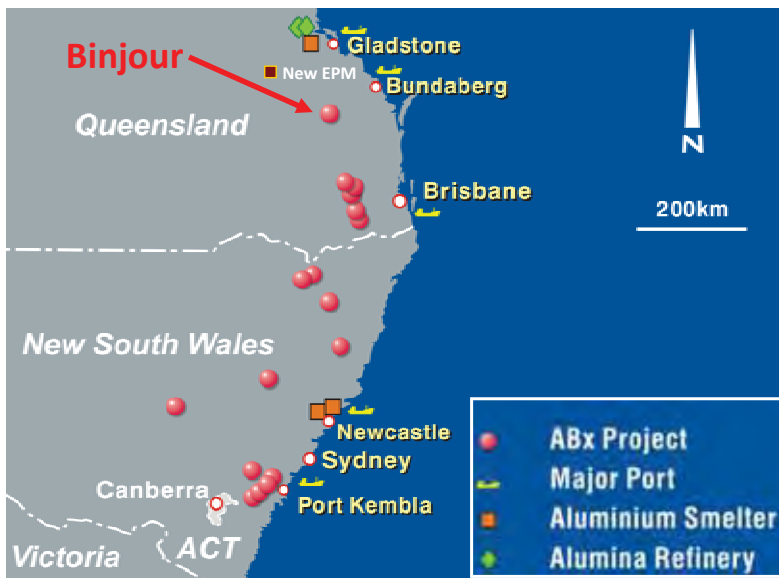 Gladstone
Binjour
New EPM
Bundaberg
Queensland
N
Brisbane
200km
New South Wales
Newcastle
Sydney
Canberra
Port Kembla
ACT
Victoria
ABx Project
Major Port
Aluminium Smelter
Alumina Refinery